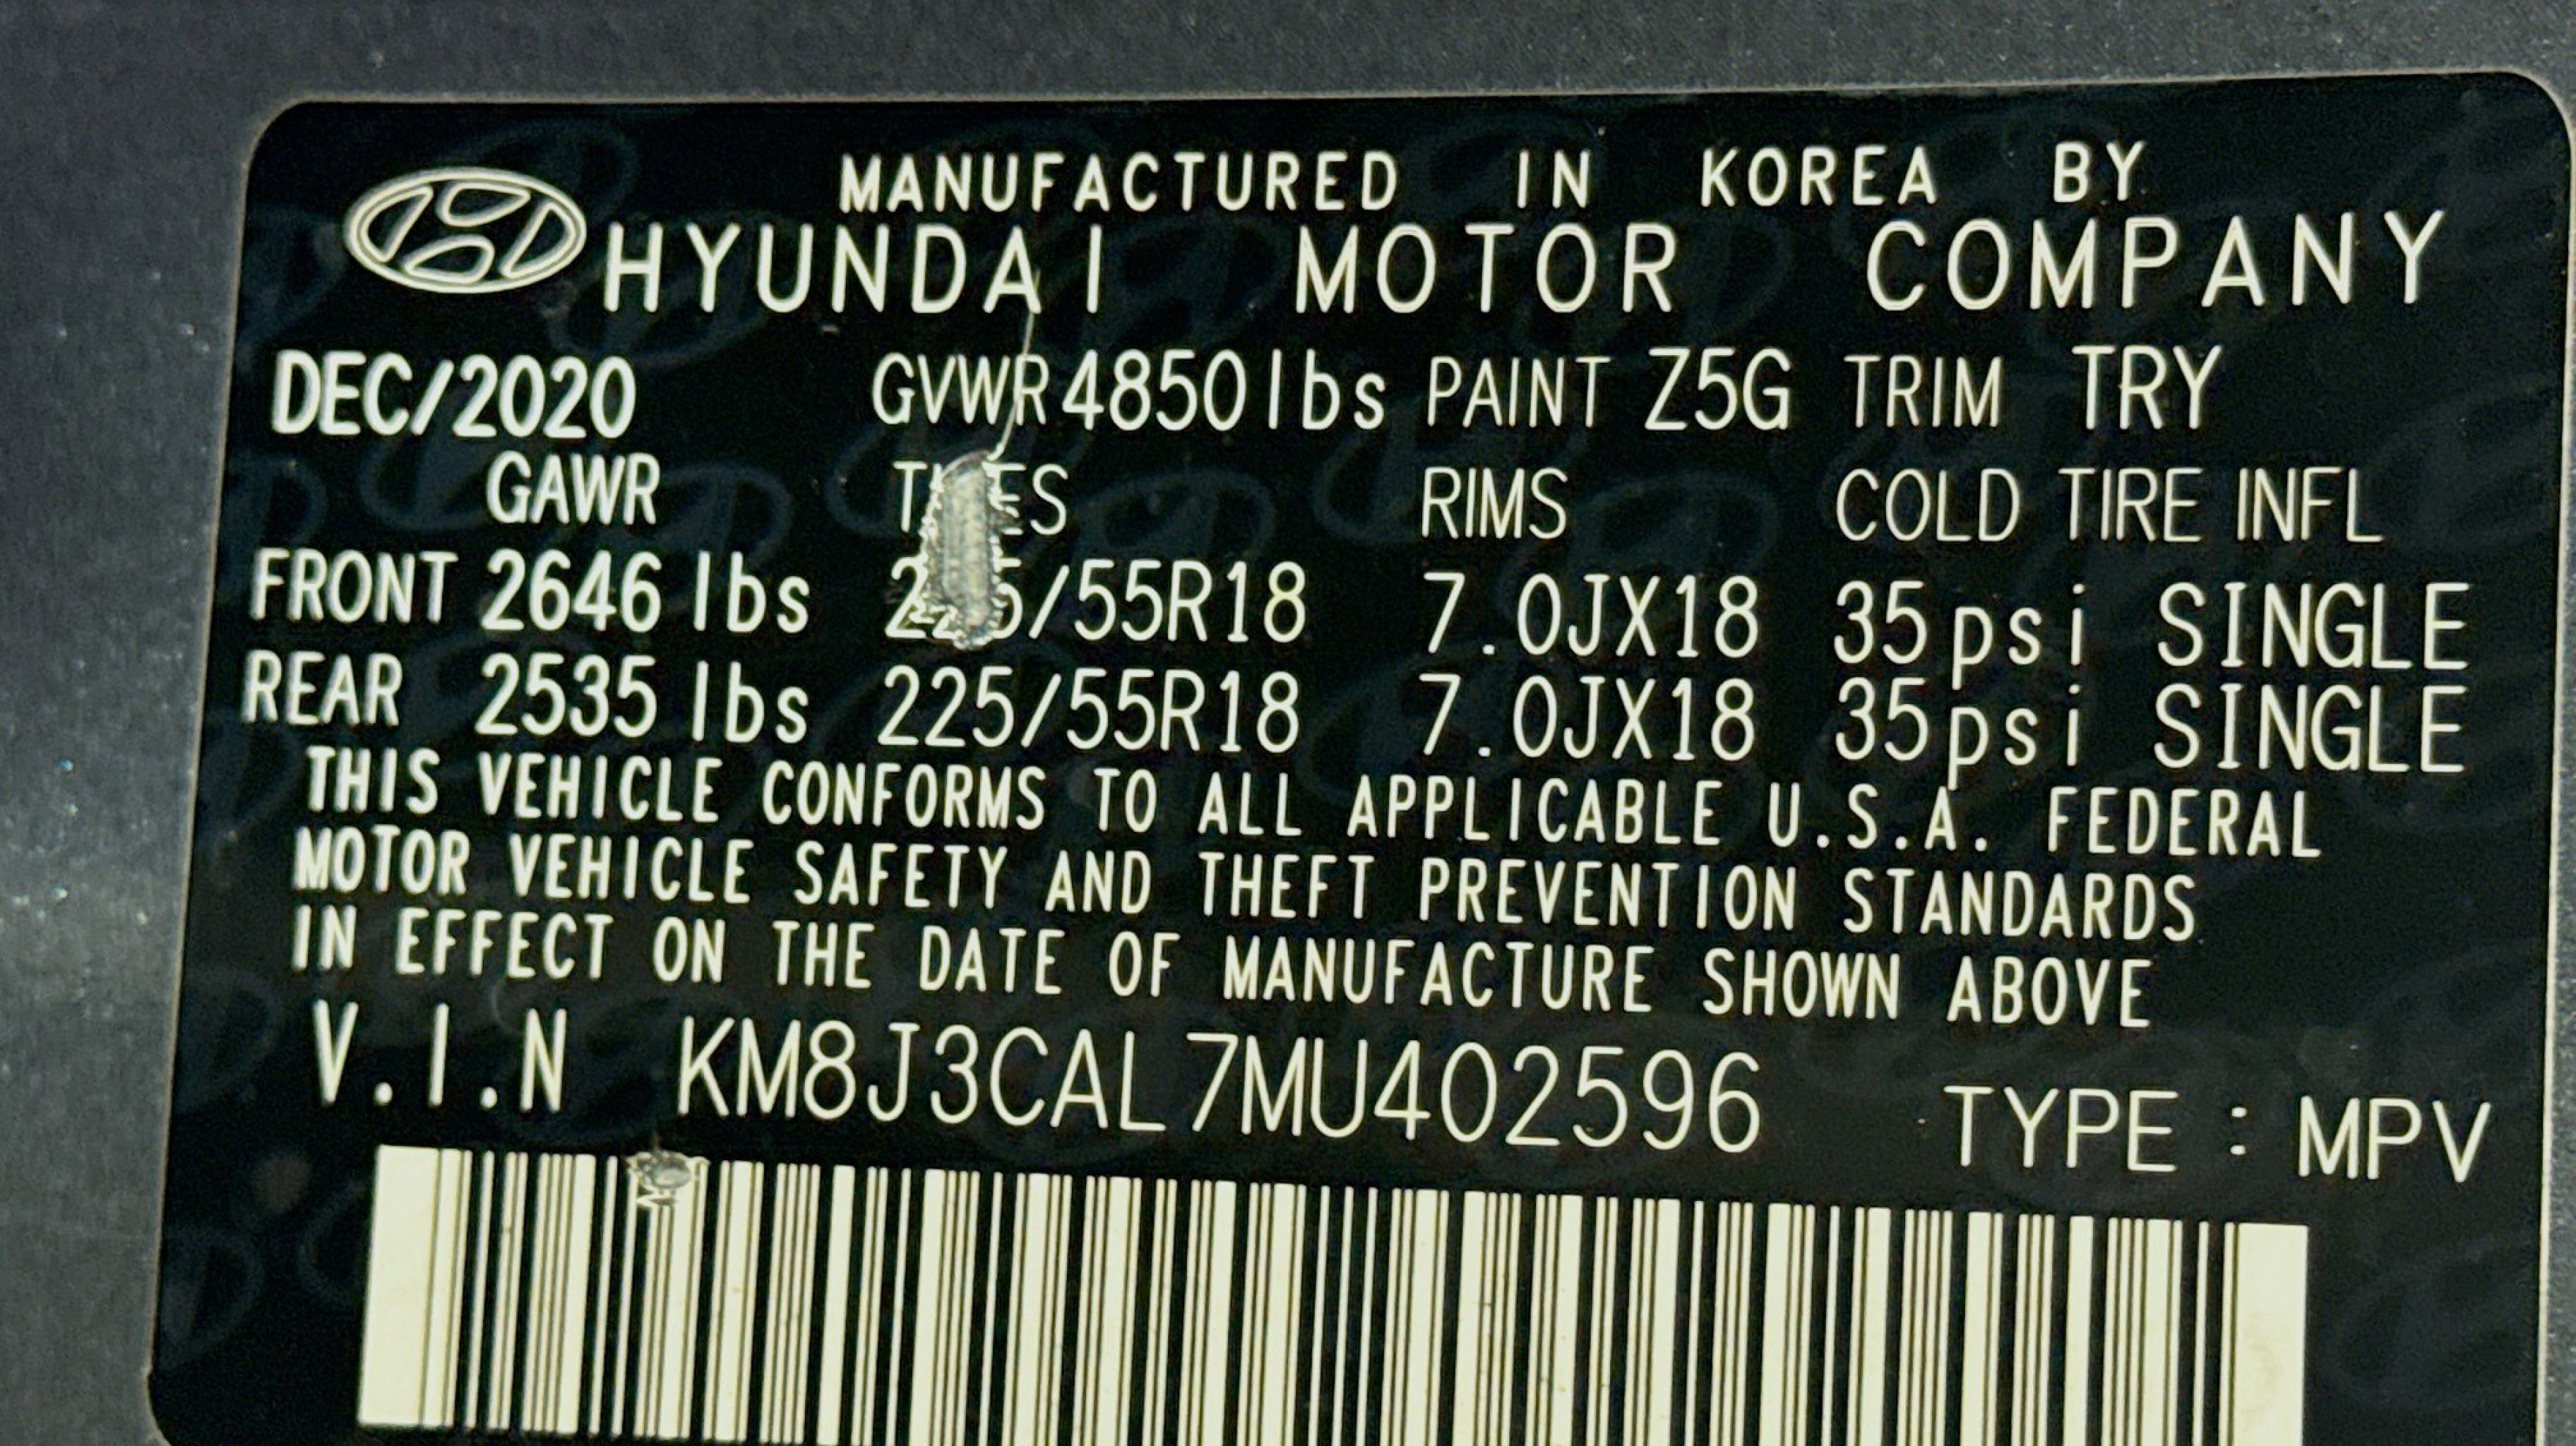 MANUFACTURED IN KOREA BY
HYUNDAI MOTOR COMPANY
DEC/2020 GVWR 4850 lbs PAINT Z5G TRIM TRY
GAWR RIMS COLD TIRE INFL
FRONT 2646 lbs /55R18 7.0JX18 35psi SINGLE
REAR 2535 lbs 225/55R18 7.0JX18 35psi SINGLE
THIS VEHICLE CONFORMS TO ALL APPLICABLE U.S.A. FEDERAL
MOTOR VEHICLE SAFETY AND THEFT PREVENTION STANDARDS
IN EFFECT ON THE DATE OF MANUFACTURE SHOWN ABOVE
V.I.N KM8J3CAL7MU402596 TYPE : MPV